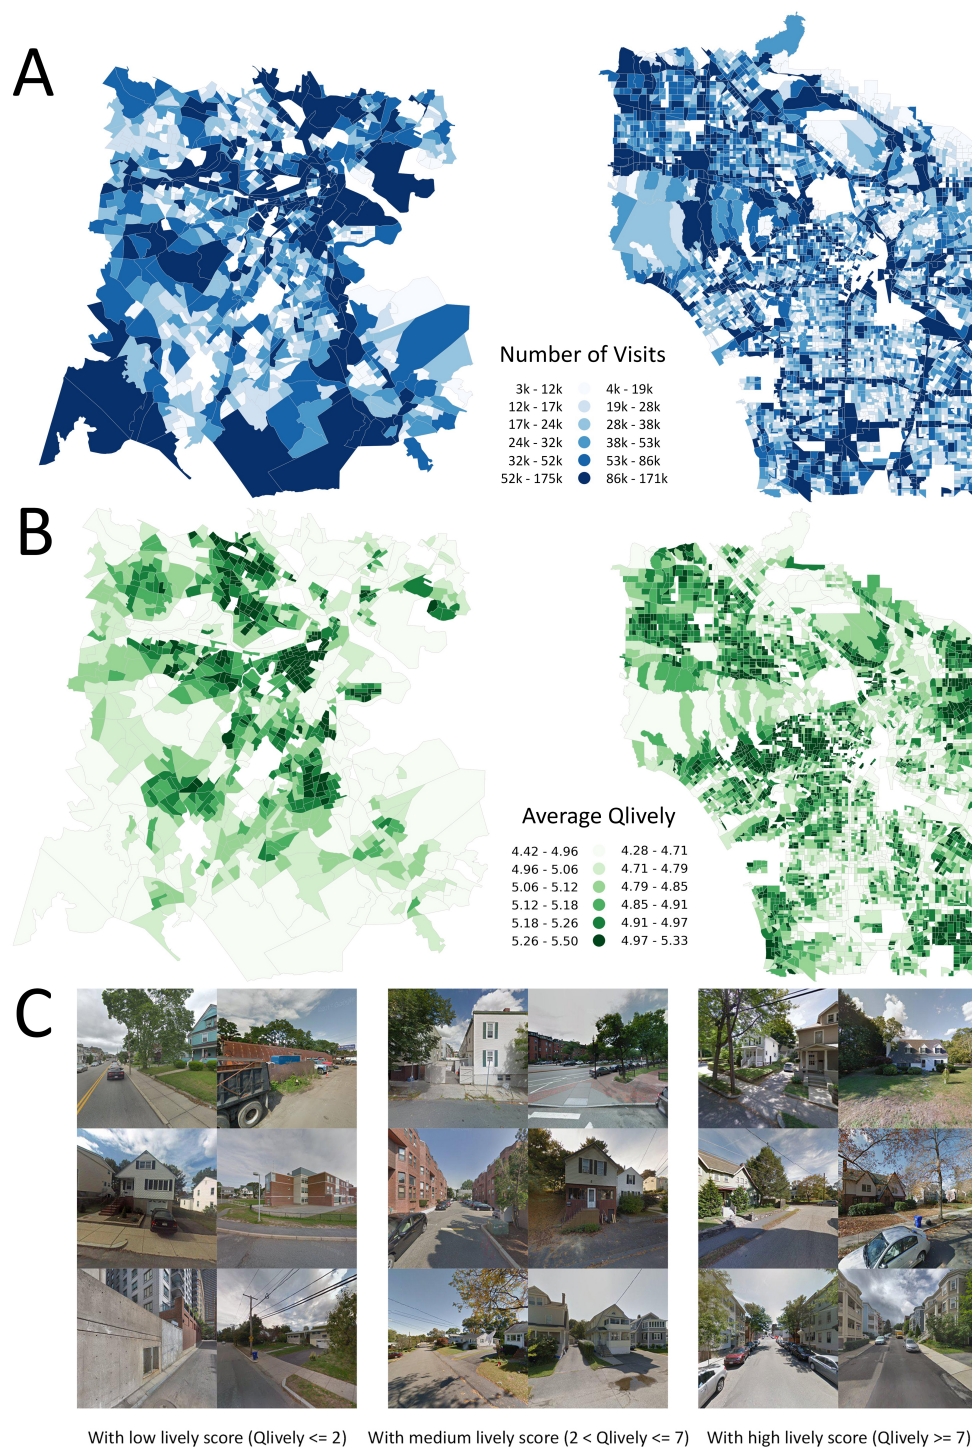 A
Number of Visits
3k - 12k 4k - 19k
12k - 17k 19k - 28k
17k - 24k 28k - 38k
24k - 32k 38k - 53k
32k - 52k 53k - 86k
52k - 175k 86k - 171k
B
Average Qlively
4.42 - 4.96 4.28 - 4.71
4.96 - 5.06 4.71 - 4.79
5.06 - 5.12 4.79 - 4.85
5.12 - 5.18 4.85 - 4.91
5.18 - 5.26 4.91 - 4.97
5.26 - 5.50 4.97 - 5.33
C
With low lively score (Qlively <= 2) With medium lively score (2 < Qlively <= 7) With high lively score (Qlively >= 7)